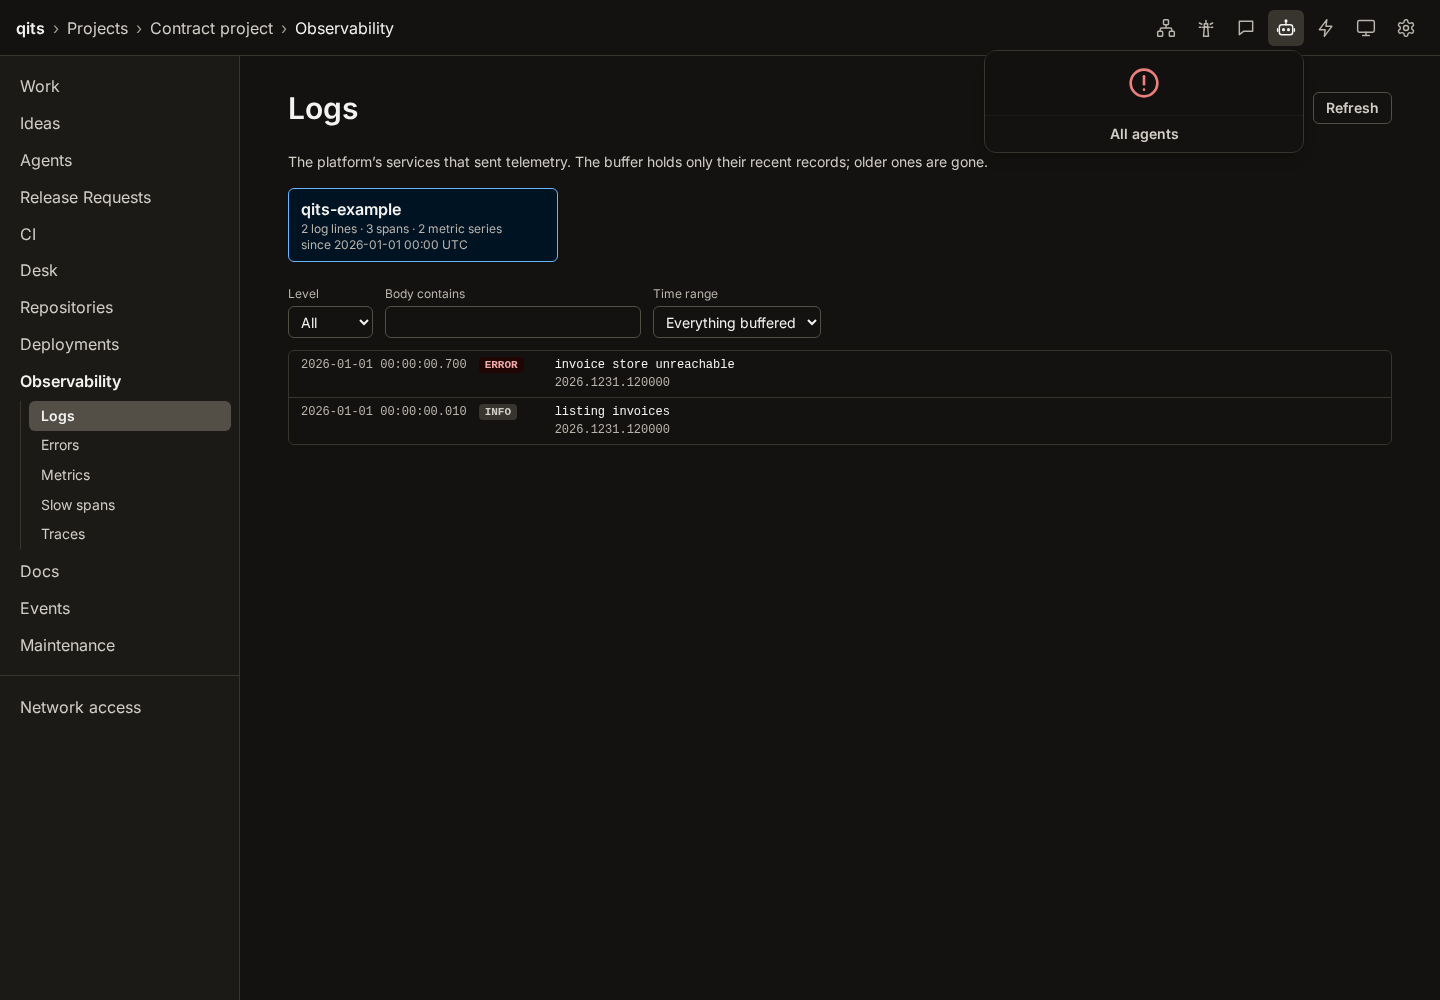 qits › Projects › Contract project › Observability
All agents
Work
Ideas
Agents
Release Requests
CI
Desk
Repositories
Deployments
Observability
Logs
Errors
Metrics
Slow spans
Traces
Docs
Events
Maintenance
Network access
Logs
Refresh
The platform’s services that sent telemetry. The buffer holds only their recent records; older ones are gone.
qits-example
2 log lines · 3 spans · 2 metric series
since 2026-01-01 00:00 UTC
Level Body contains Time range
All Everything buffered
2026-01-01 00:00:00.700 ERROR invoice store unreachable
2026.1231.120000
2026-01-01 00:00:00.010 INFO listing invoices
2026.1231.120000